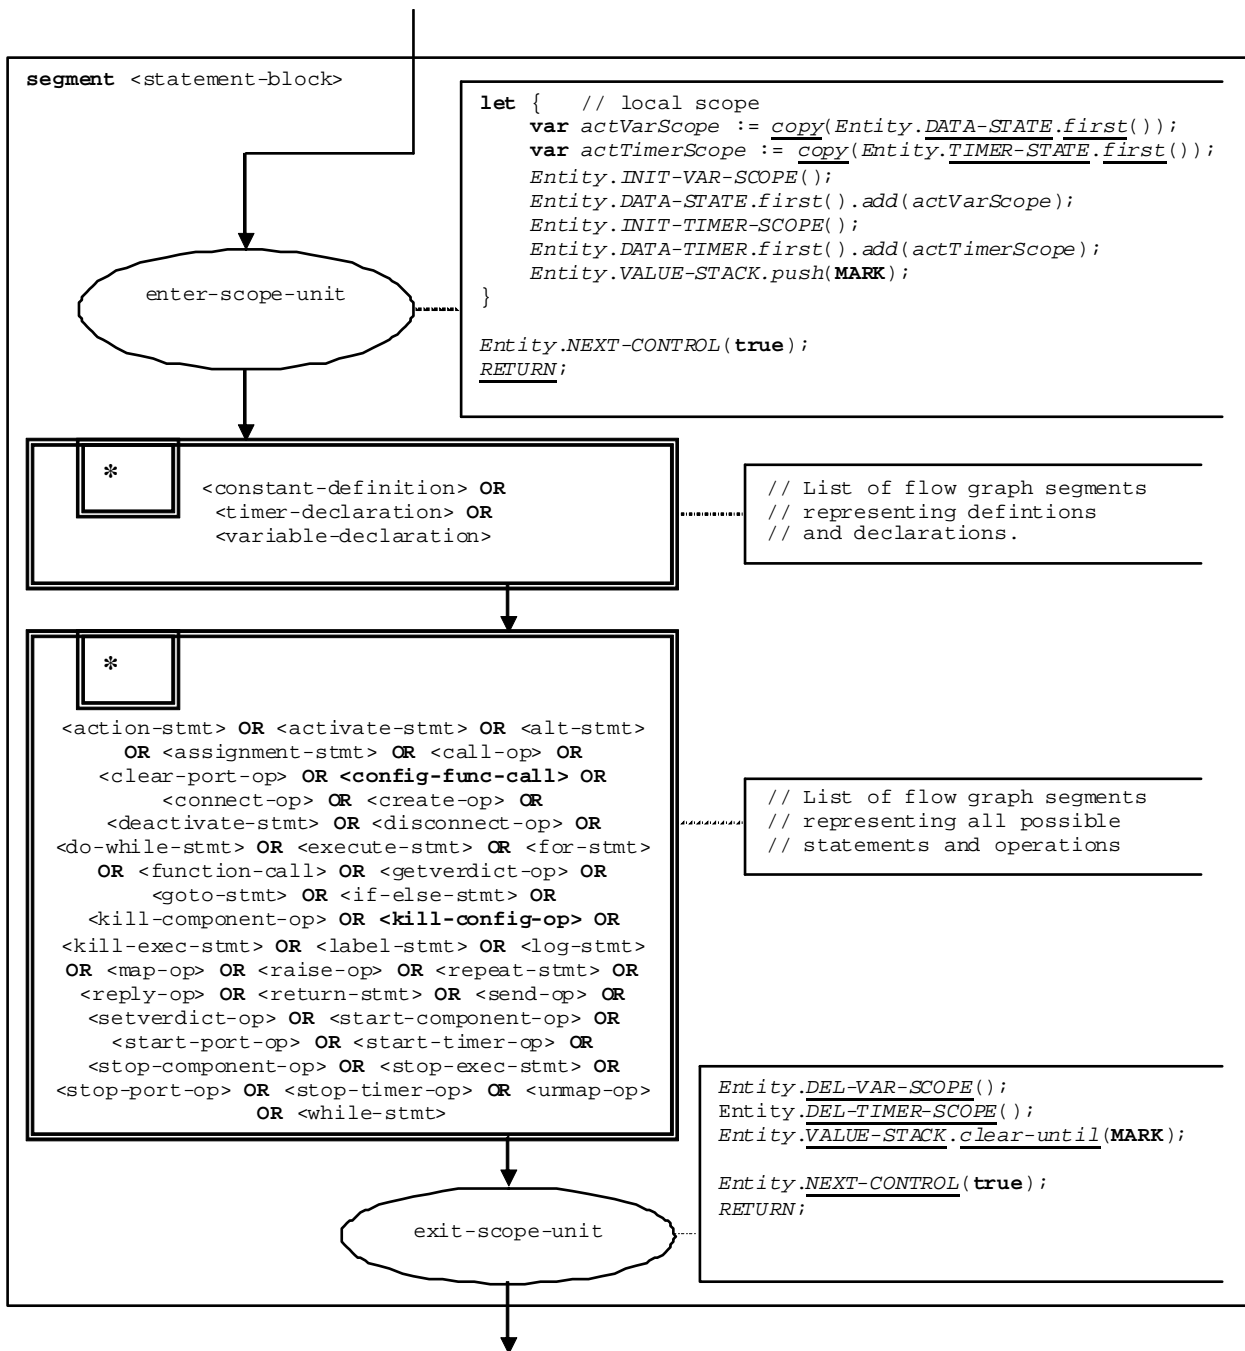 segment <statement-block>
let {   // local scope
var actVarScope := copy(Entity.DATA-STATE.first());
var actTimerScope := copy(Entity.TIMER-STATE.first());
Entity.INIT-VAR-SCOPE();
Entity.DATA-STATE.first().add(actVarScope);
Entity.INIT-TIMER-SCOPE();
Entity.DATA-TIMER.first().add(actTimerScope);
Entity.VALUE-STACK.push(MARK);
}
Entity.NEXT-CONTROL(true);
RETURN;
enter-scope-unit
*
<constant-definition> OR
<timer-declaration> OR
<variable-declaration>
// List of flow graph segments
// representing defintions
// and declarations.
*
<action-stmt> OR <activate-stmt> OR <alt-stmt>
OR <assignment-stmt> OR <call-op> OR
<clear-port-op> OR <config-func-call> OR
<connect-op> OR <create-op> OR
<deactivate-stmt> OR <disconnect-op> OR
<do-while-stmt> OR <execute-stmt> OR <for-stmt>
OR <function-call> OR <getverdict-op> OR
<goto-stmt> OR <if-else-stmt> OR
<kill-component-op> OR <kill-config-op> OR
<kill-exec-stmt> OR <label-stmt> OR <log-stmt>
OR <map-op> OR <raise-op> OR <repeat-stmt> OR
<reply-op> OR <return-stmt> OR <send-op> OR
<setverdict-op> OR <start-component-op> OR
<start-port-op> OR <start-timer-op> OR
<stop-component-op> OR <stop-exec-stmt> OR
<stop-port-op> OR <stop-timer-op> OR <unmap-op>
OR <while-stmt>
// List of flow graph segments
// representing all possible
// statements and operations
Entity.DEL-VAR-SCOPE();
Entity.DEL-TIMER-SCOPE();
Entity.VALUE-STACK.clear-until(MARK);
Entity.NEXT-CONTROL(true);
RETURN;
exit-scope-unit